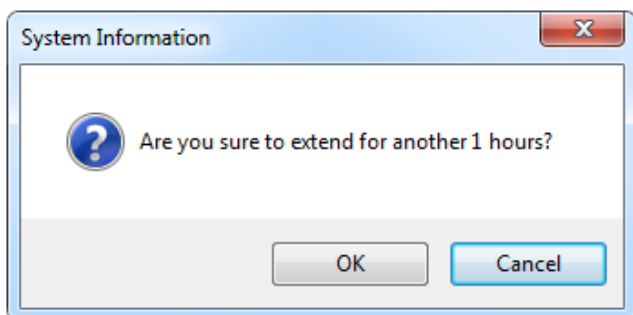 System Information
Are you sure to extend for another 1 hours?
OK
Cancel